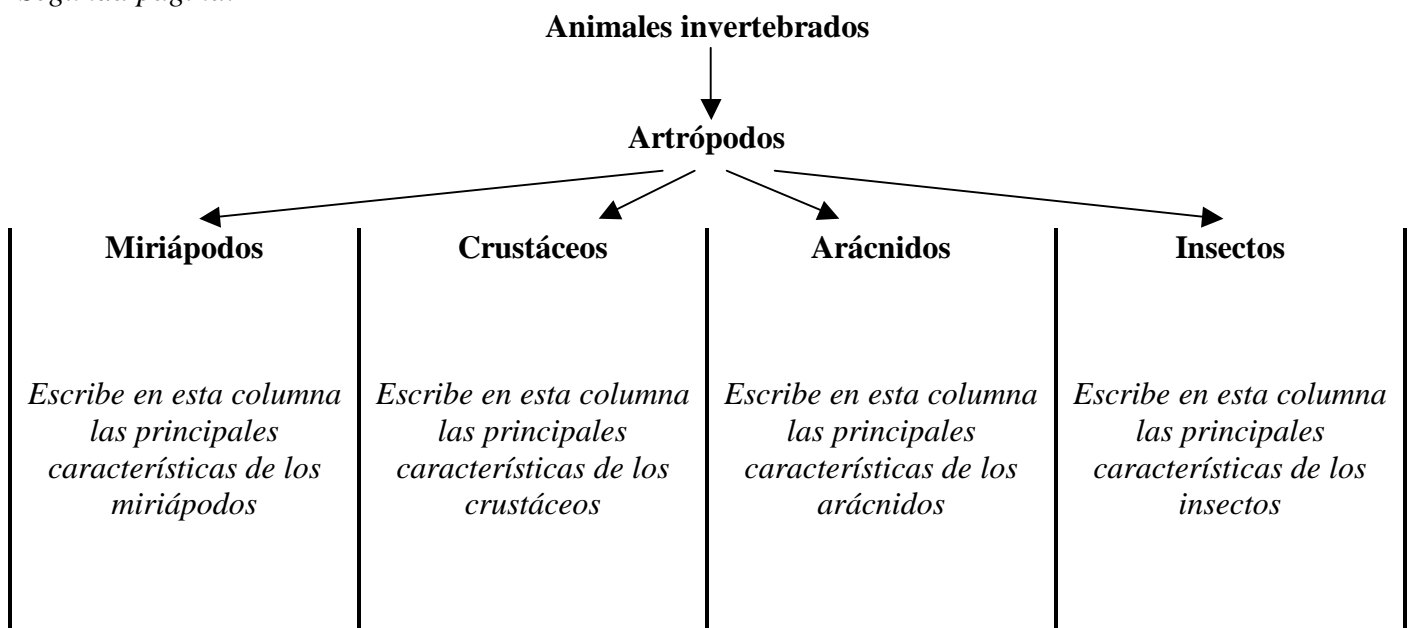 Animales invertebrados
Artrópodos
Miriápodos
Escribe en esta columna
las principales
características de los
miriápodos
Crustáceos
Escribe en esta columna
las principales
características de los
crustáceos
Arácnidos
Escribe en esta columna
las principales
características de los
arácnidos
Insectos
Escribe en esta columna
las principales
características de los
insectos